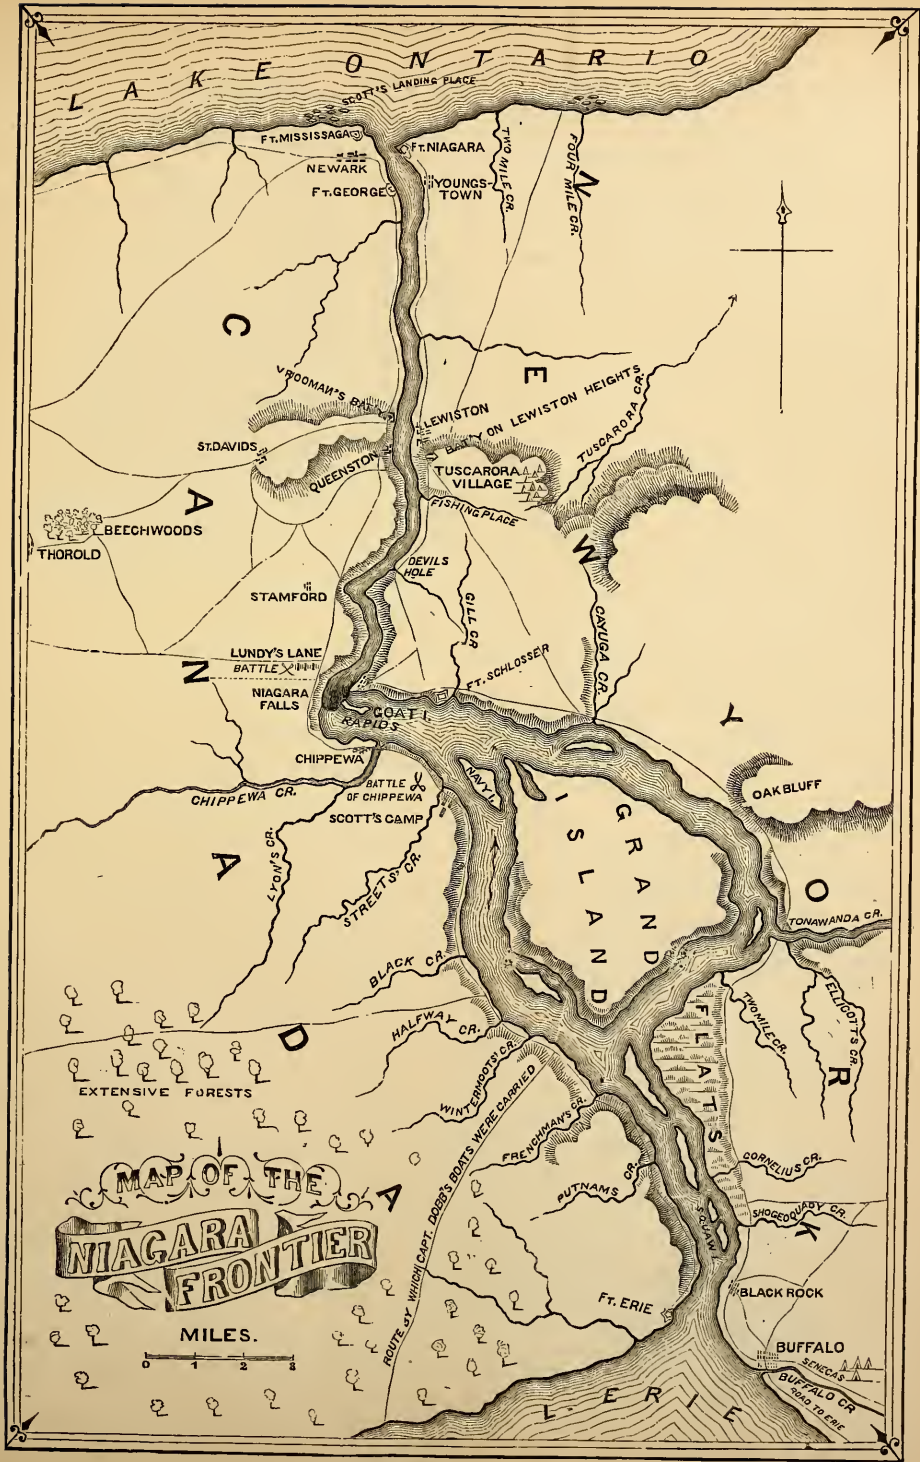 LAKE ONTARIO
SCOTT'S LANDING PLACE
FT. MISSISSAGA
FT. NIAGARA
NEWARK
FT. GEORGE
YOUNGS-
TOWN
TWO MILE CR.
FOUR MILE CR.
N
C
E
VROOMAN'S BATY
LEWISTON
BATY ON LEWISTON HEIGHTS
TUSCARORA CR.
ST. DAVIDS
QUEENSTON
TUSCARORA
VILLAGE
FISHING PLACE
A
BEECHWOODS
THOROLD
W
DEVILS
HOLE
STAMFORD
GILL CR
CAYUGA CR.
LUNDY'S LANE
BATTLE
N
FT. SCHLOSSER
NIAGARA
FALLS
GOAT I.
RAPIDS
Y
CHIPPEWA
NAVY I.
OAK BLUFF
BATTLE
OF CHIPPEWA
CHIPPEWA CR.
SCOTT'S CAMP
GRAND
ISLAND
LYON'S CR.
A
STREETS' CR.
O
TONAWANDA CR.
BLACK CR.
TWO MILE CR.
ELLICOTTS CR.
HALFWAY CR.
D
FLATS
R
WINTERMOOTS' CR.
EXTENSIVE FORESTS
FRENCHMAN'S CR.
CORNELIUS CR.
PUTNAMS CR.
A
SHOGEOQUADY CR.
K
SQUAW I.
ROUTE BY WHICH CAPT. DOBB'S BOATS WERE CARRIED
MAP OF THE
NIAGARA
FRONTIER
FT. ERIE
BLACK ROCK
MILES.
0 1 2 3
BUFFALO
SENECAS
BUFFALO CR
ROAD TO ERIE
L. ERIE